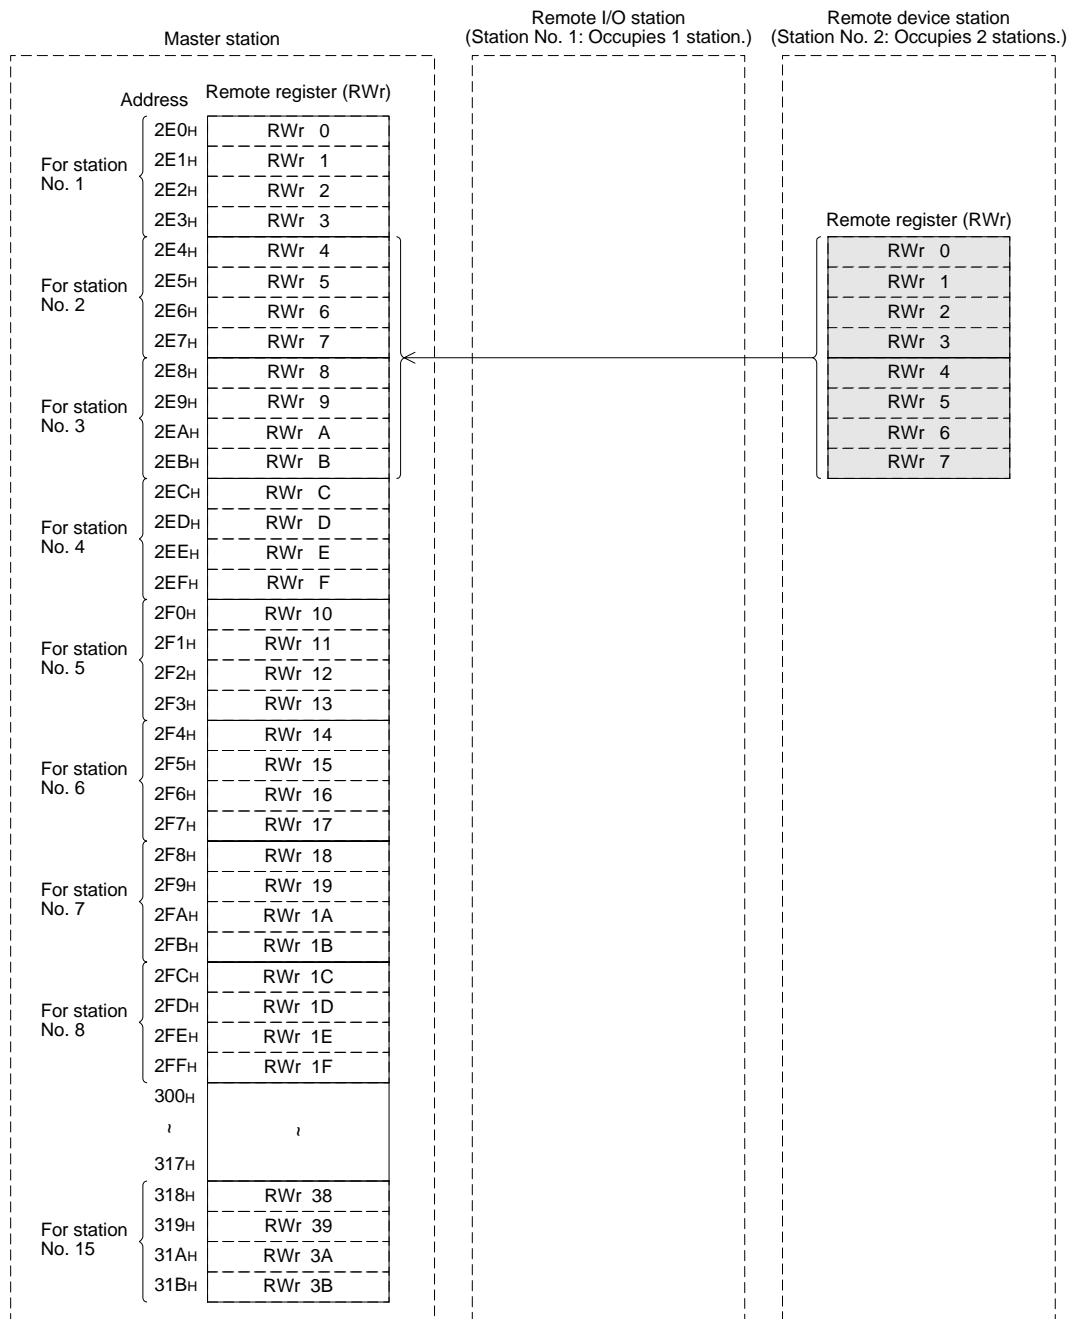 Master station
Remote I/O station
(Station No. 1: Occupies 1 station.)
Remote device station
(Station No. 2: Occupies 2 stations.)
Address Remote register (RWr)
For station No. 1
2E0H RWr 0
2E1H RWr 1
2E2H RWr 2
2E3H RWr 3
For station No. 2
2E4H RWr 4
2E5H RWr 5
2E6H RWr 6
2E7H RWr 7
For station No. 3
2E8H RWr 8
2E9H RWr 9
2EAH RWr A
2EBH RWr B
For station No. 4
2ECH RWr C
2EDH RWr D
2EEH RWr E
2EFH RWr F
For station No. 5
2F0H RWr 10
2F1H RWr 11
2F2H RWr 12
2F3H RWr 13
For station No. 6
2F4H RWr 14
2F5H RWr 15
2F6H RWr 16
2F7H RWr 17
For station No. 7
2F8H RWr 18
2F9H RWr 19
2FAH RWr 1A
2FBH RWr 1B
For station No. 8
2FCH RWr 1C
2FDH RWr 1D
2FEH RWr 1E
2FFH RWr 1F
300H
~ ~
317H
For station No. 15
318H RWr 38
319H RWr 39
31AH RWr 3A
31BH RWr 3B
Remote register (RWr)
RWr 0
RWr 1
RWr 2
RWr 3
RWr 4
RWr 5
RWr 6
RWr 7